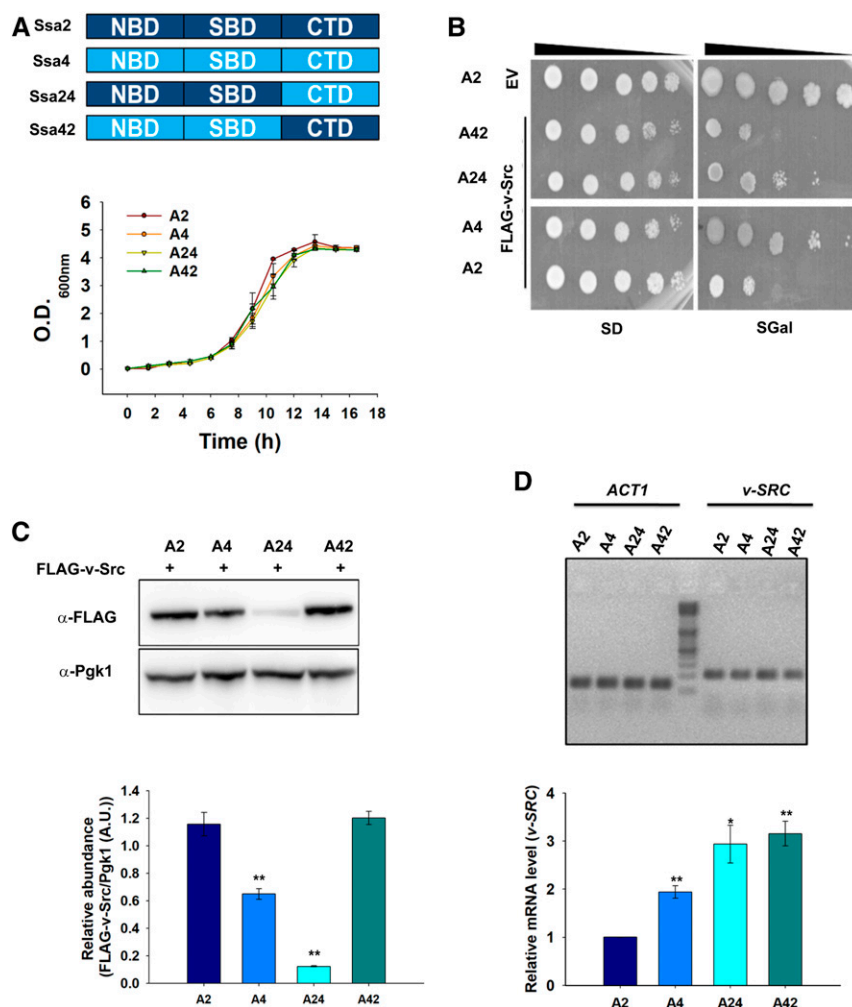 A
Ssa2 NBD SBD CTD
Ssa4 NBD SBD CTD
Ssa24 NBD SBD CTD
Ssa42 NBD SBD CTD
6
5
4
3
2
1
0
O.D. 600nm
A2
A4
A24
A42
0 2 4 6 8 10 12 14 16 18
Time (h)
B
A2 EV
A42
A24
A4
A2
FLAG-v-Src
SD SGal
C
A2 A4 A24 A42
FLAG-v-Src + + + +
α-FLAG
α-Pgk1
Relative abundance
(FLAG-v-Src/Pgk1 (A.U.))
1.4
1.2
1.0
0.8
0.6
0.4
0.2
0.0
** **
A2 A4 A24 A42
D
ACT1 v-SRC
A2 A4 A24 A42 A2 A4 A24 A42
Relative mRNA level (v-SRC)
4
3
2
1
0
** * **
A2 A4 A24 A42